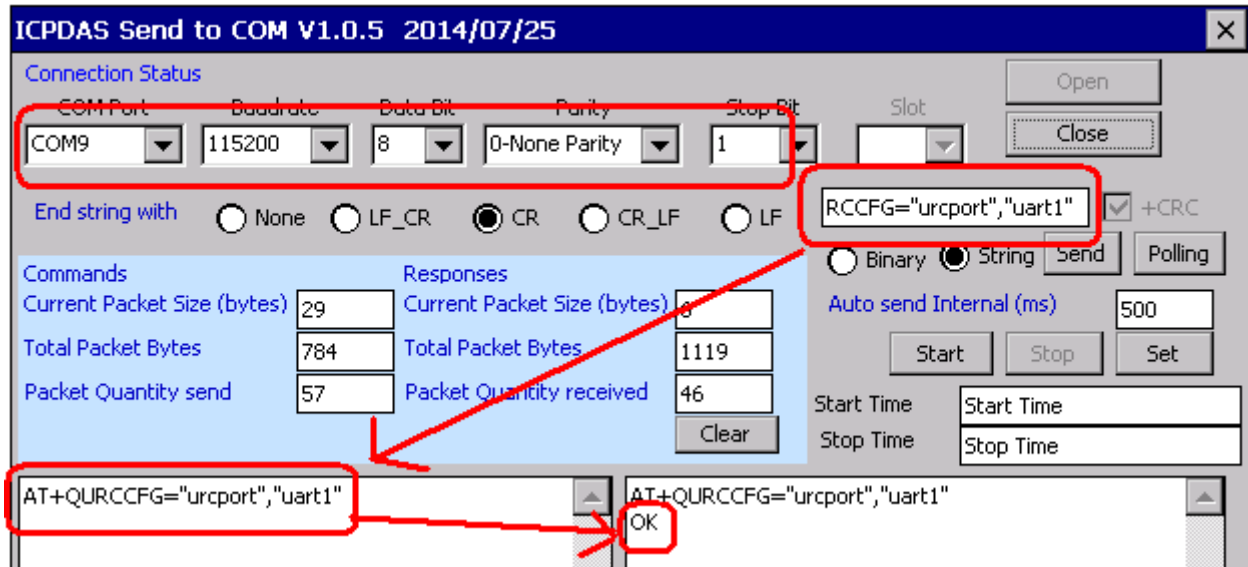 ICPDAS Send to COM V1.0.5 2014/07/25
Connection Status
Open
COM Port Baudrate Data Bit Parity Stop Bit Slot
COM9 115200 8 0-None Parity 1
Close
End string with None LF_CR CR CR_LF LF
RCCFG="urcport","uart1" +CRC
Binary String Send Polling
Commands Responses
Current Packet Size (bytes) 29 Current Packet Size (bytes)
Auto send Internal (ms) 500
Total Packet Bytes 784 Total Packet Bytes 1119
Start Stop Set
Packet Quantity send 57 Packet Quantity received 46
Start Time Start Time
Clear
Stop Time Stop Time
AT+QURCCFG="urcport","uart1" AT+QURCCFG="urcport","uart1"
OK